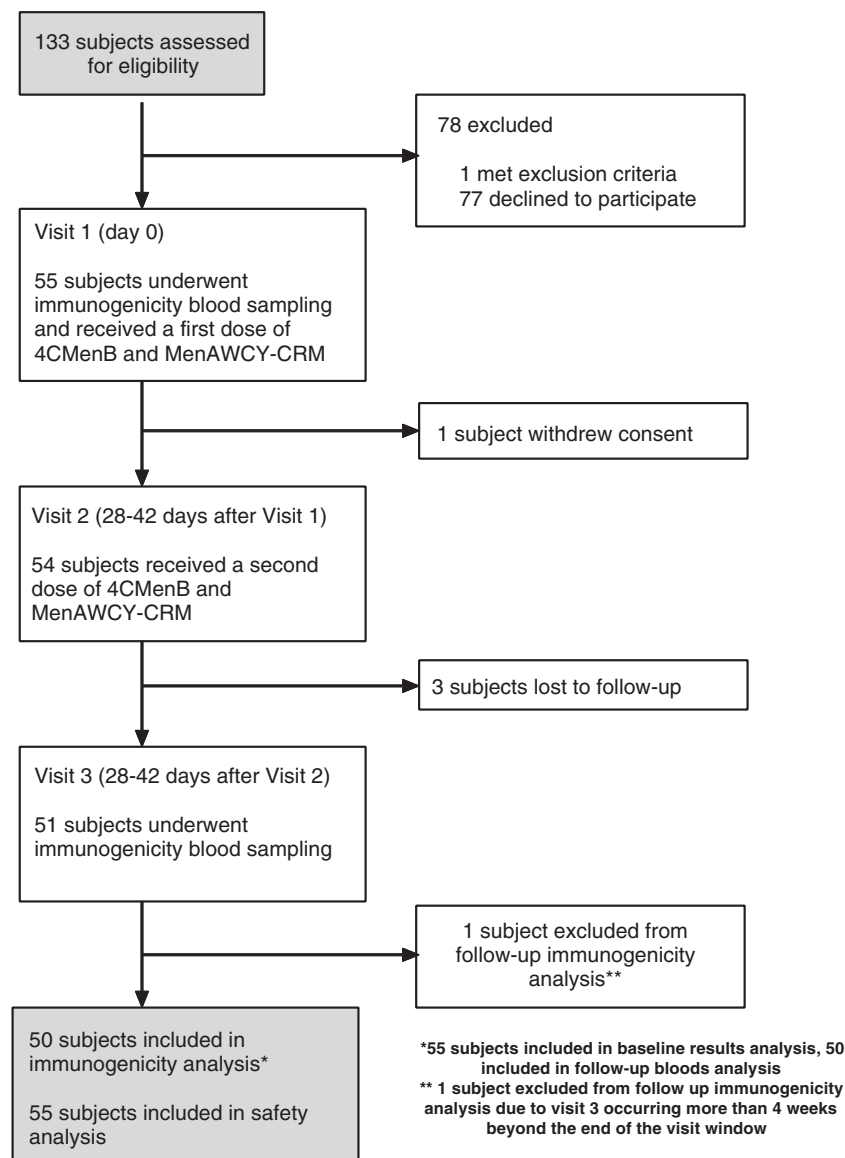 133 subjects assessed
for eligibility
78 excluded
1 met exclusion criteria
77 declined to participate
Visit 1 (day 0)
55 subjects underwent
immunogenicity blood sampling
and received a first dose of
4CMenB and MenAWCY-CRM
1 subject withdrew consent
Visit 2 (28-42 days after Visit 1)
54 subjects received a second
dose of 4CMenB and
MenAWCY-CRM
3 subjects lost to follow-up
Visit 3 (28-42 days after Visit 2)
51 subjects underwent
immunogenicity blood sampling
1 subject excluded from
follow-up immunogenicity
analysis**
50 subjects included in
immunogenicity analysis*
55 subjects included in safety
analysis
*55 subjects included in baseline results analysis, 50
included in follow-up bloods analysis
** 1 subject excluded from follow up immunogenicity
analysis due to visit 3 occurring more than 4 weeks
beyond the end of the visit window